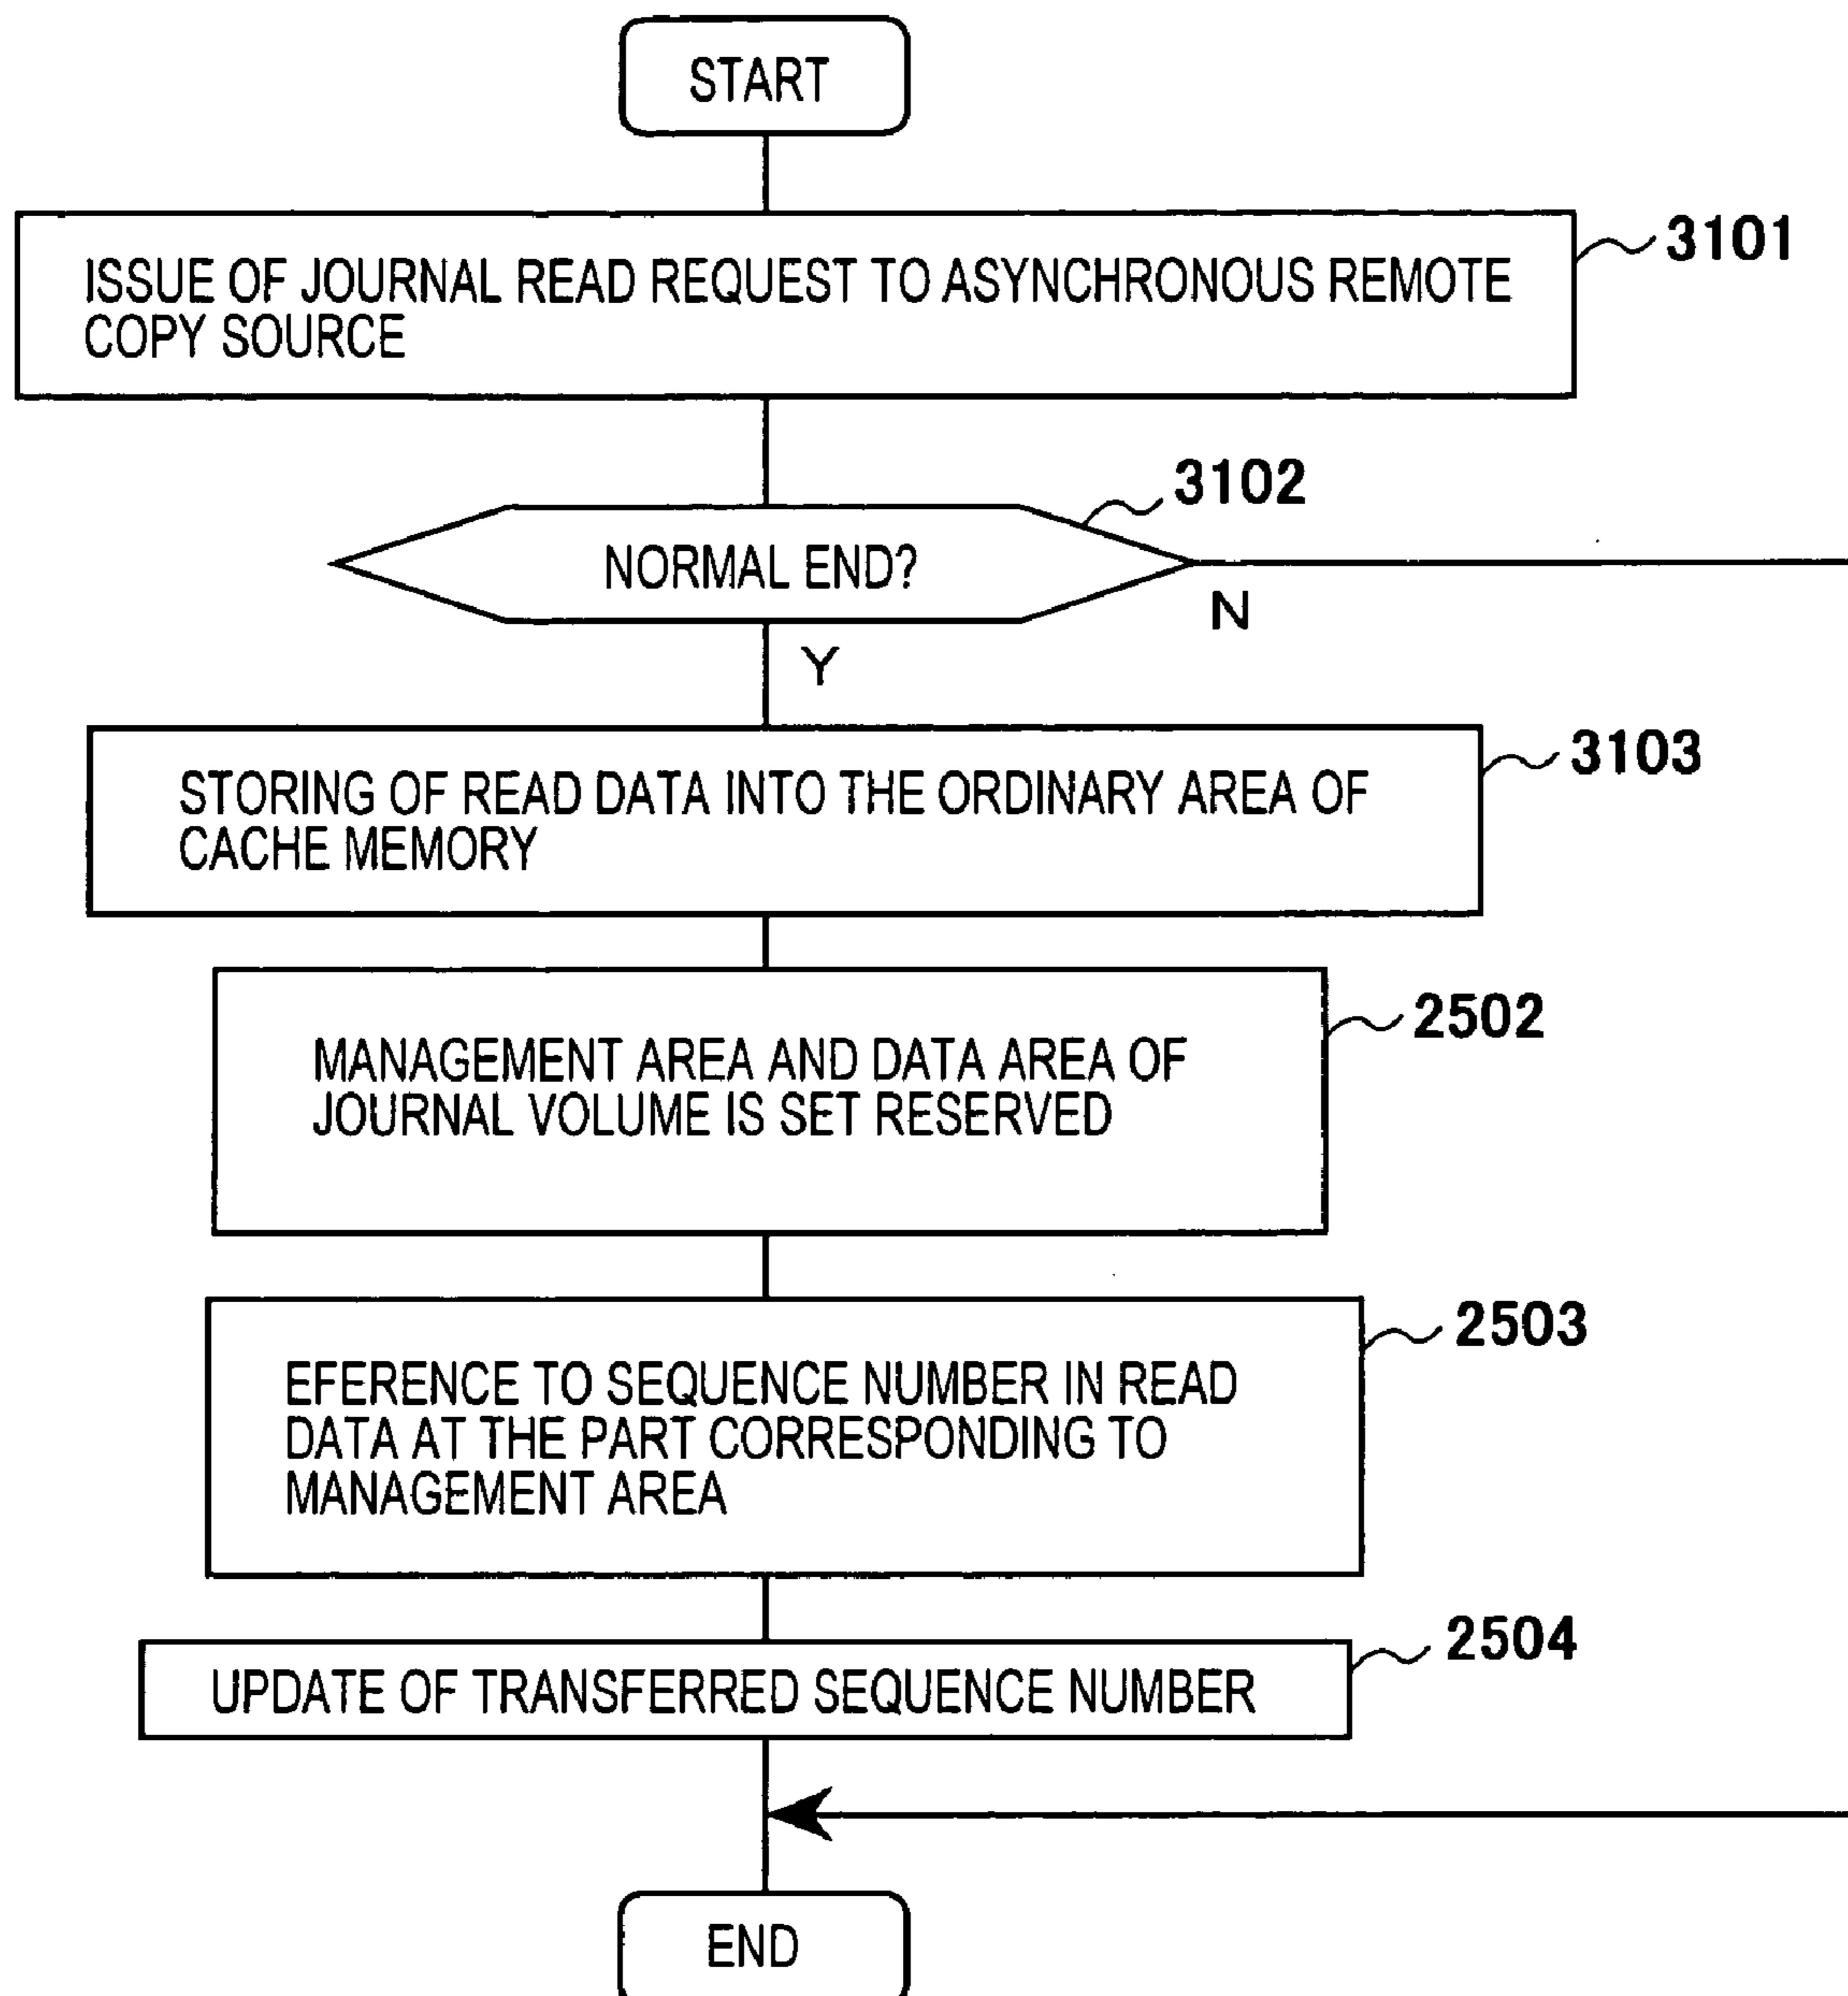 START
3101
ISSUE OF JOURNAL READ REQUEST TO ASYNCHRONOUS REMOTE
COPY SOURCE
3102
NORMAL END?
N
Y
3103
STORING OF READ DATA INTO THE ORDINARY AREA OF
CACHE MEMORY
2502
MANAGEMENT AREA AND DATA AREA OF
JOURNAL VOLUME IS SET RESERVED
2503
EFERENCE TO SEQUENCE NUMBER IN READ
DATA AT THE PART CORRESPONDING TO
MANAGEMENT AREA
2504
UPDATE OF TRANSFERRED SEQUENCE NUMBER
END